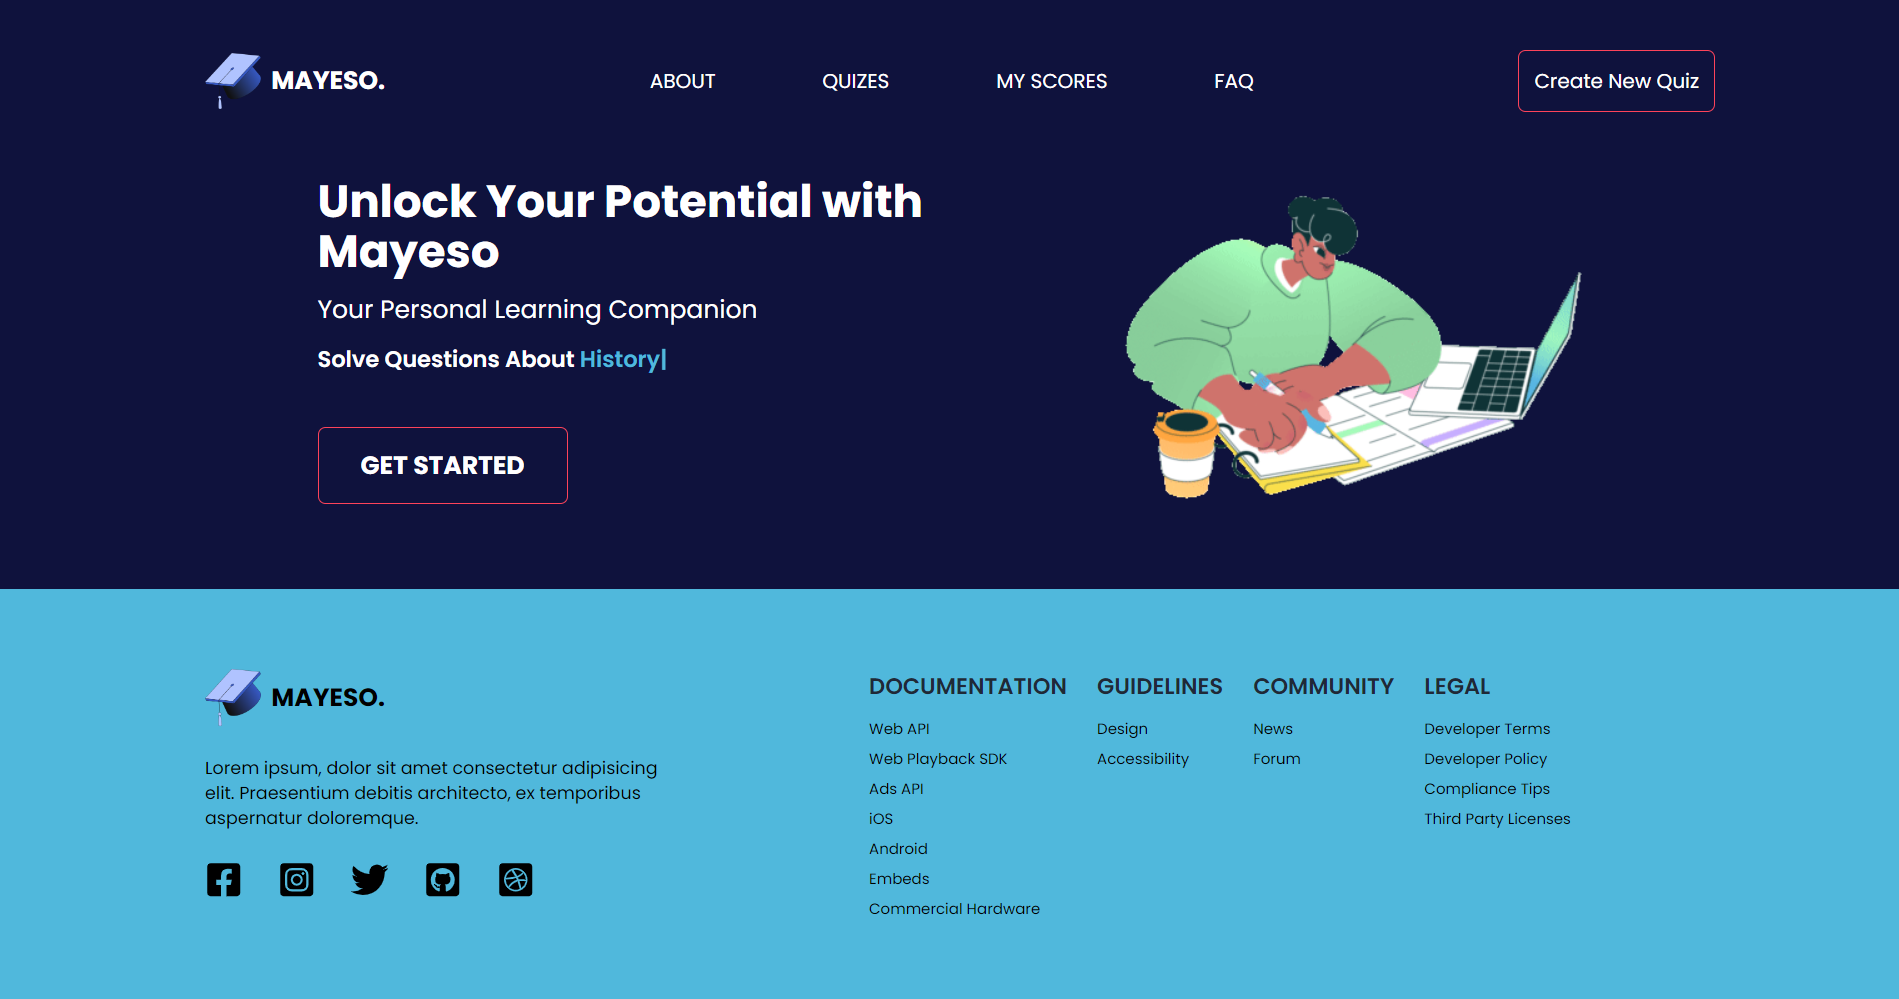 MAYESO.
ABOUT
QUIZES
MY SCORES
FAQ
Create New Quiz
Unlock Your Potential with
Mayeso
Your Personal Learning Companion
Solve Questions About History|
GET STARTED
MAYESO.
Lorem ipsum, dolor sit amet consectetur adipisicing
elit. Praesentium debitis architecto, ex temporibus
aspernatur doloremque.
DOCUMENTATION
Web API
Web Playback SDK
Ads API
iOS
Android
Embeds
Commercial Hardware
GUIDELINES
Design
Accessibility
COMMUNITY
News
Forum
LEGAL
Developer Terms
Developer Policy
Compliance Tips
Third Party Licenses